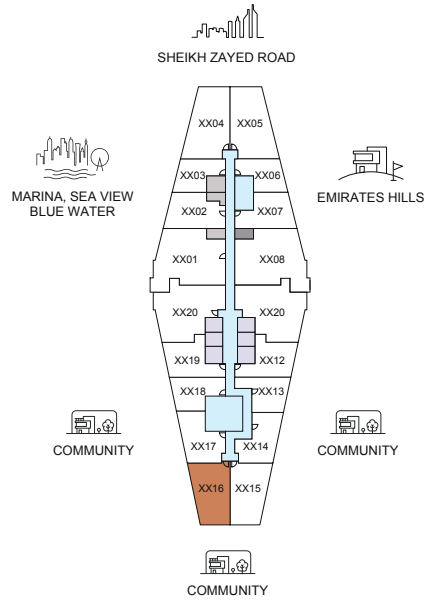 SHEIKH ZAYED ROAD
XX04 XX05
MARINA, SEA VIEW
BLUE WATER
XX03 XX06
EMIRATES HILLS
XX02 XX07
XX01 XX08
XX20 XX20
XX19 XX12
XX18 XX13
COMMUNITY
XX17 XX14
COMMUNITY
XX16 XX15
COMMUNITY